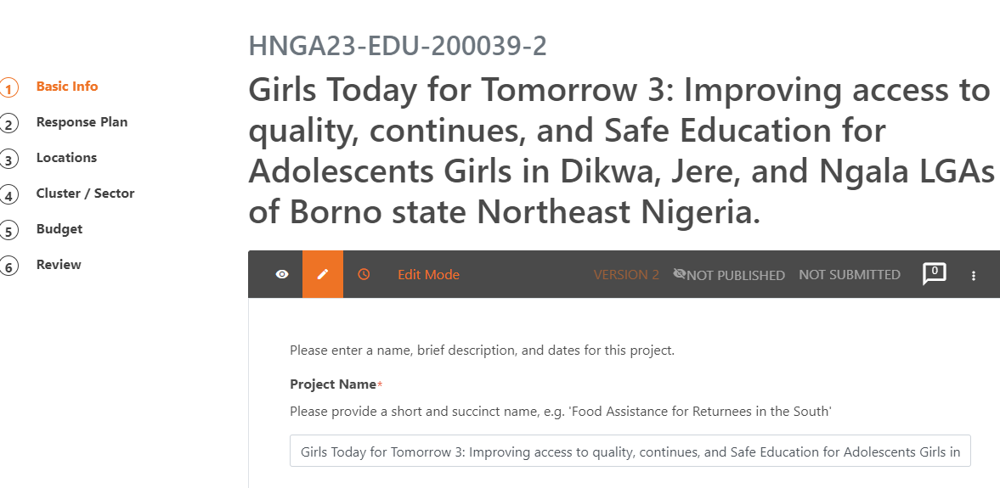 HNGA23-EDU-200039-2
Girls Today for Tomorrow 3: Improving access to
quality, continues, and Safe Education for
Adolescents Girls in Dikwa, Jere, and Ngala LGAs
of Borno state Northeast Nigeria.
1 Basic Info
2 Response Plan
3 Locations
4 Cluster / Sector
5 Budget
6 Review
Edit Mode VERSION 2 NOT PUBLISHED NOT SUBMITTED 0
Please enter a name, brief description, and dates for this project.
Project Name*
Please provide a short and succinct name, e.g. 'Food Assistance for Returnees in the South'
Girls Today for Tomorrow 3: Improving access to quality, continues, and Safe Education for Adolescents Girls in